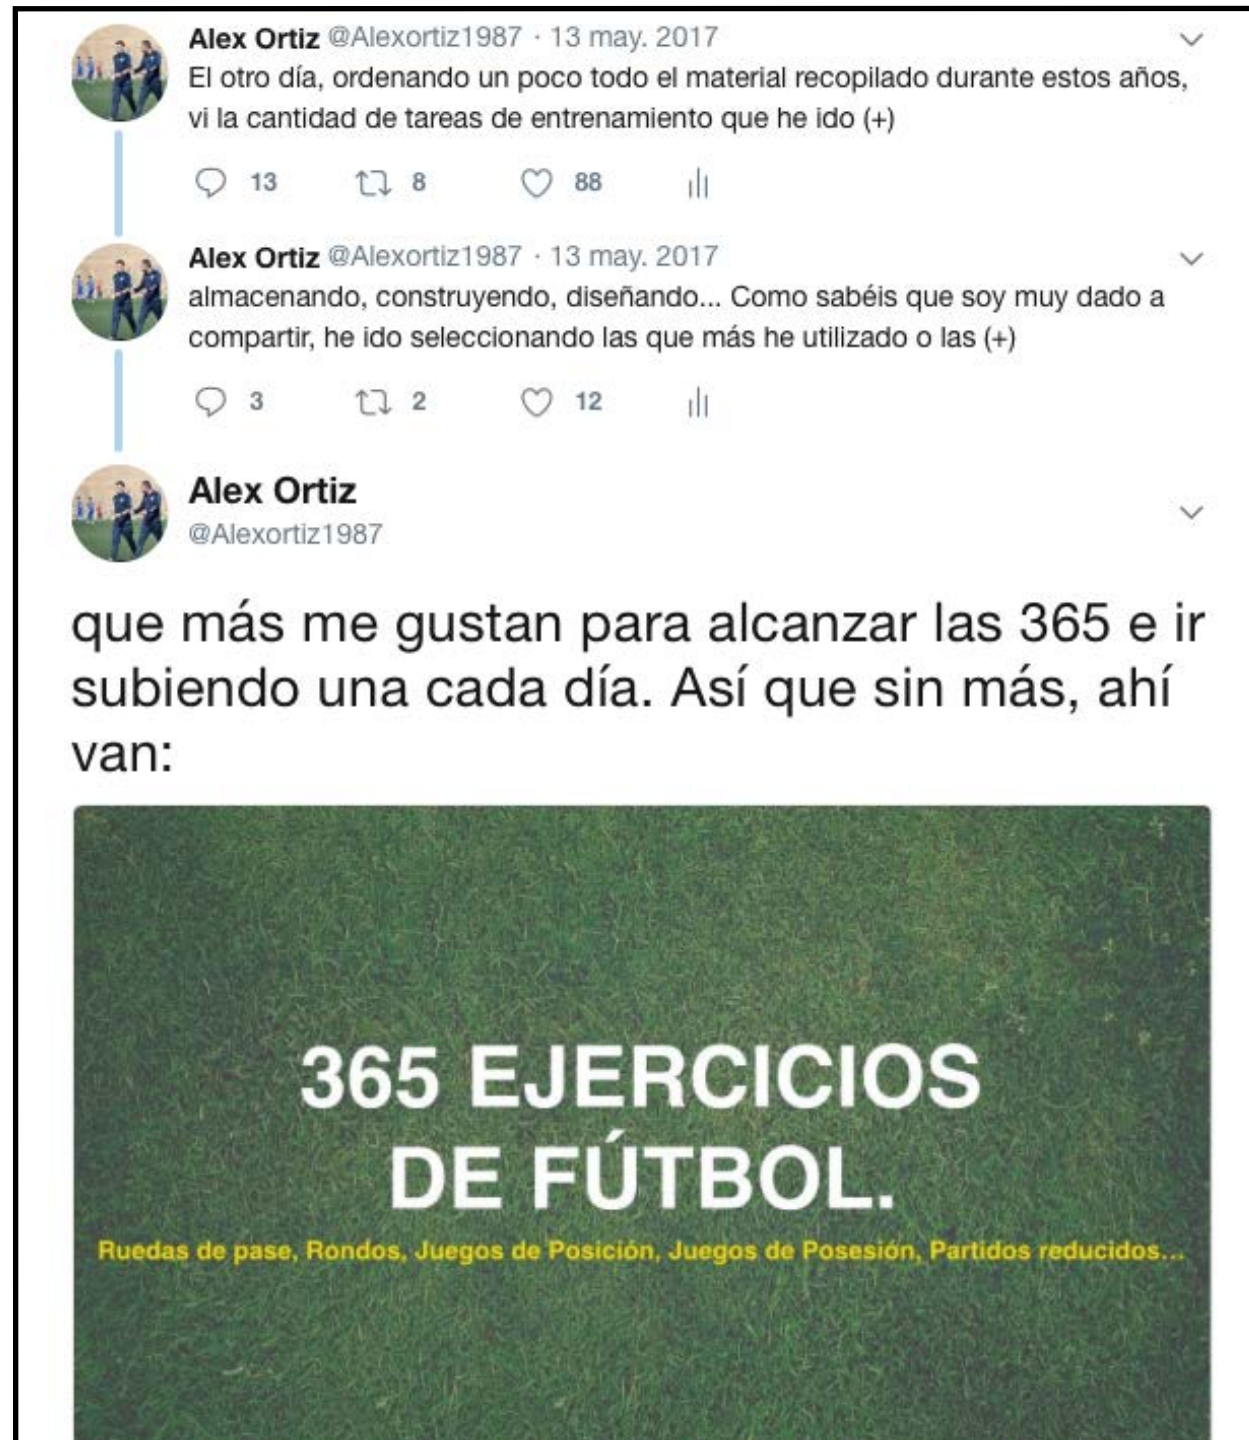 Alex Ortiz @Alexortiz1987 · 13 may. 2017
El otro día, ordenando un poco todo el material recopilado durante estos años,
vi la cantidad de tareas de entrenamiento que he ido (+)
13 8 88
Alex Ortiz @Alexortiz1987 · 13 may. 2017
almacenando, construyendo, diseñando... Como sabéis que soy muy dado a
compartir, he ido seleccionando las que más he utilizado o las (+)
3 2 12
Alex Ortiz
@Alexortiz1987
que más me gustan para alcanzar las 365 e ir
subiendo una cada día. Así que sin más, ahí
van:
365 EJERCICIOS
DE FÚTBOL.
Ruedas de pase, Rondos, Juegos de Posición, Juegos de Posesión, Partidos reducidos...